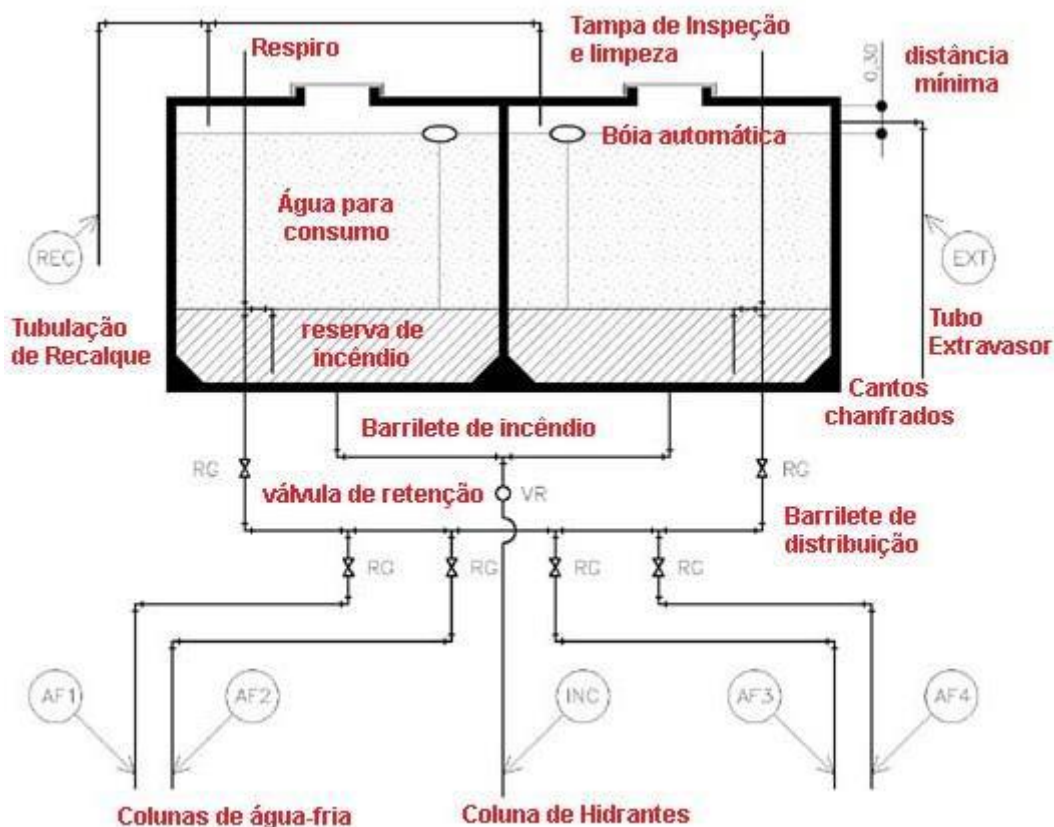 Respiro
Tampa de Inspeção
e limpeza
0,30
distância
mínima
Bóia automática
Água para
consumo
REC
EXT
Tubulação
de Recalque
reserva de
incêndio
Tubo
Extravasor
Cantos
chanfrados
Barrilete de incêndio
RG
RG
válvula de retenção
VR
Barrilete de
distribuição
RG
RG
RG
RG
AF1
AF2
INC
AF3
AF4
Colunas de água-fria
Coluna de Hidrantes